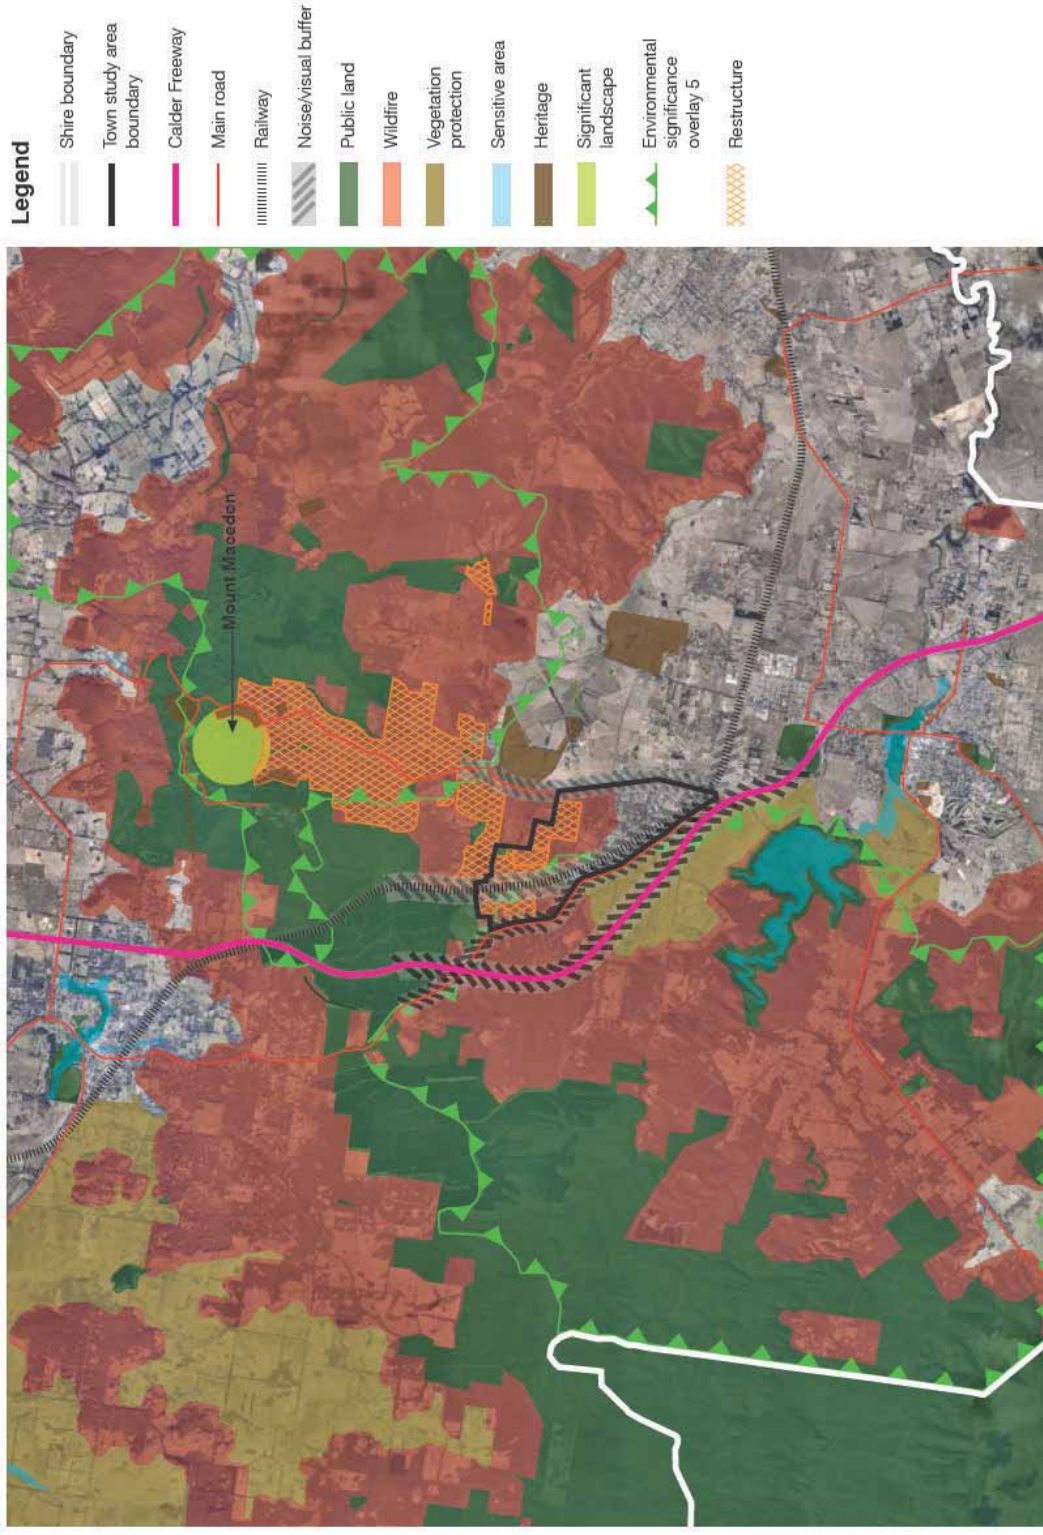 Legend
Shire boundary
Town study area
boundary
Calder Freeway
Main road
Railway
Noise/visual buffer
Public land
Wildfire
Vegetation
protection
Sensitive area
Heritage
Significant
landscape
Environmental
significance
overlay 5
Restructure
Mount Macedon